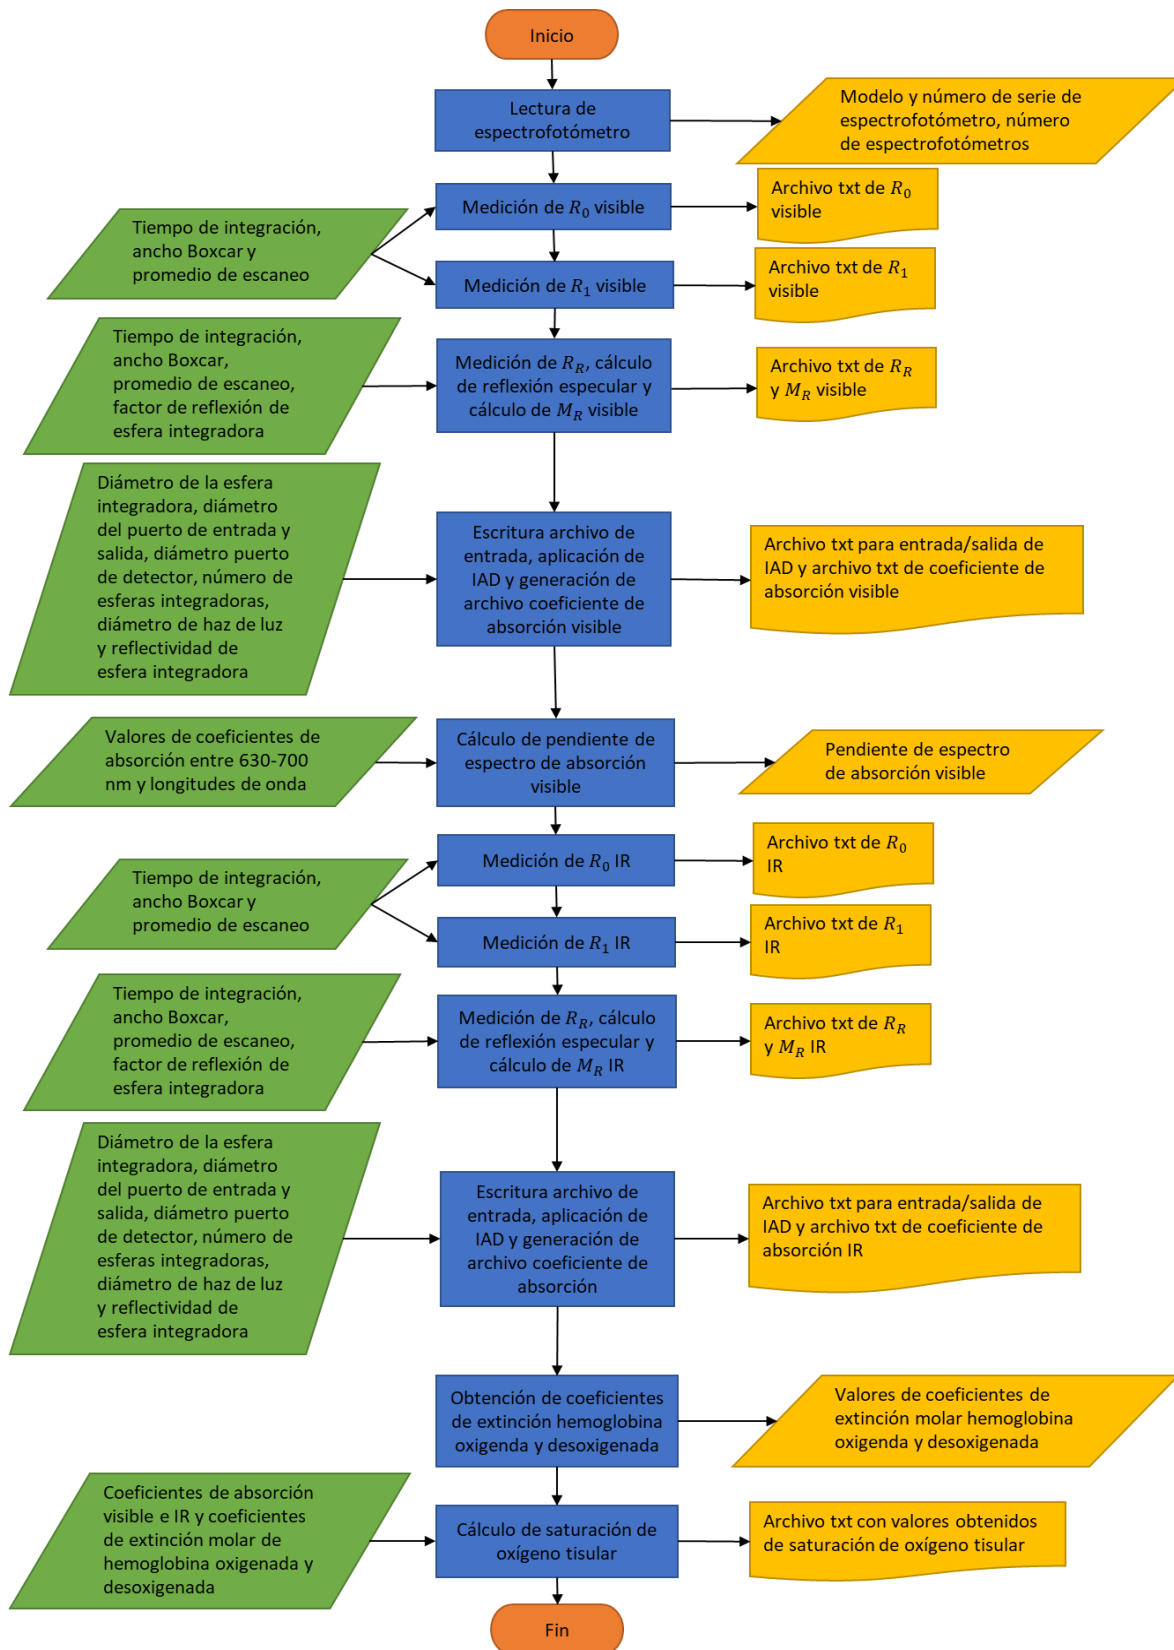 Inicio
Lectura de
espectrofotómetro
Modelo y número de serie de
espectrofotómetro, número
de espectrofotómetros
Tiempo de integración,
ancho Boxcar y
promedio de escaneo
Medición de R₀ visible
Archivo txt de R₀
visible
Medición de R₁ visible
Archivo txt de R₁
visible
Tiempo de integración,
ancho Boxcar,
promedio de escaneo,
factor de reflexión de
esfera integradora
Medición de R_R, cálculo
de reflexión especular y
cálculo de M_R visible
Archivo txt de R_R
y M_R visible
Diámetro de la esfera
integradora, diámetro
del puerto de entrada y
salida, diámetro puerto
de detector, número de
esferas integradoras,
diámetro de haz de luz
y reflectividad de
esfera integradora
Escritura archivo de
entrada, aplicación de
IAD y generación de
archivo coeficiente de
absorción visible
Archivo txt para entrada/salida de
IAD y archivo txt de coeficiente de
absorción visible
Valores de coeficientes de
absorción entre 630-700
nm y longitudes de onda
Cálculo de pendiente de
espectro de absorción
visible
Pendiente de espectro
de absorción visible
Tiempo de integración,
ancho Boxcar y
promedio de escaneo
Medición de R₀ IR
Archivo txt de R₀
IR
Medición de R₁ IR
Archivo txt de R₁
IR
Tiempo de integración,
ancho Boxcar,
promedio de escaneo,
factor de reflexión de
esfera integradora
Medición de R_R, cálculo
de reflexión especular y
cálculo de M_R IR
Archivo txt de R_R
y M_R IR
Diámetro de la esfera
integradora, diámetro
del puerto de entrada y
salida, diámetro puerto
de detector, número de
esferas integradoras,
diámetro de haz de luz
y reflectividad de
esfera integradora
Escritura archivo de
entrada, aplicación de
IAD y generación de
archivo coeficiente de
absorción
Archivo txt para entrada/salida de
IAD y archivo txt de coeficiente de
absorción IR
Obtención de coeficientes
de extinción hemoglobina
oxigenda y desoxigenada
Valores de coeficientes de
extinción molar hemoglobina
oxigenda y desoxigenada
Coeficientes de absorción
visible e IR y coeficientes
de extinción molar de
hemoglobina oxigenada y
desoxigenada
Cálculo de saturación de
oxígeno tisular
Archivo txt con valores obtenidos
de saturación de oxígeno tisular
Fin